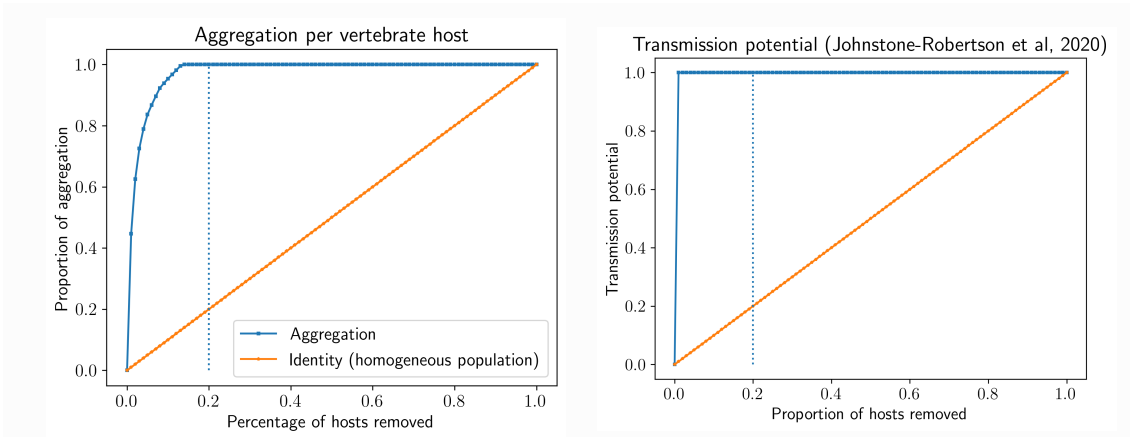 Aggregation per vertebrate host
Proportion of aggregation
1.0
0.8
0.6
0.4
0.2
0.0
Aggregation
Identity (homogeneous population)
0.0 0.2 0.4 0.6 0.8 1.0
Percentage of hosts removed
Transmission potential (Johnstone-Robertson et al, 2020)
Transmission potential
1.0
0.8
0.6
0.4
0.2
0.0
0.0 0.2 0.4 0.6 0.8 1.0
Proportion of hosts removed